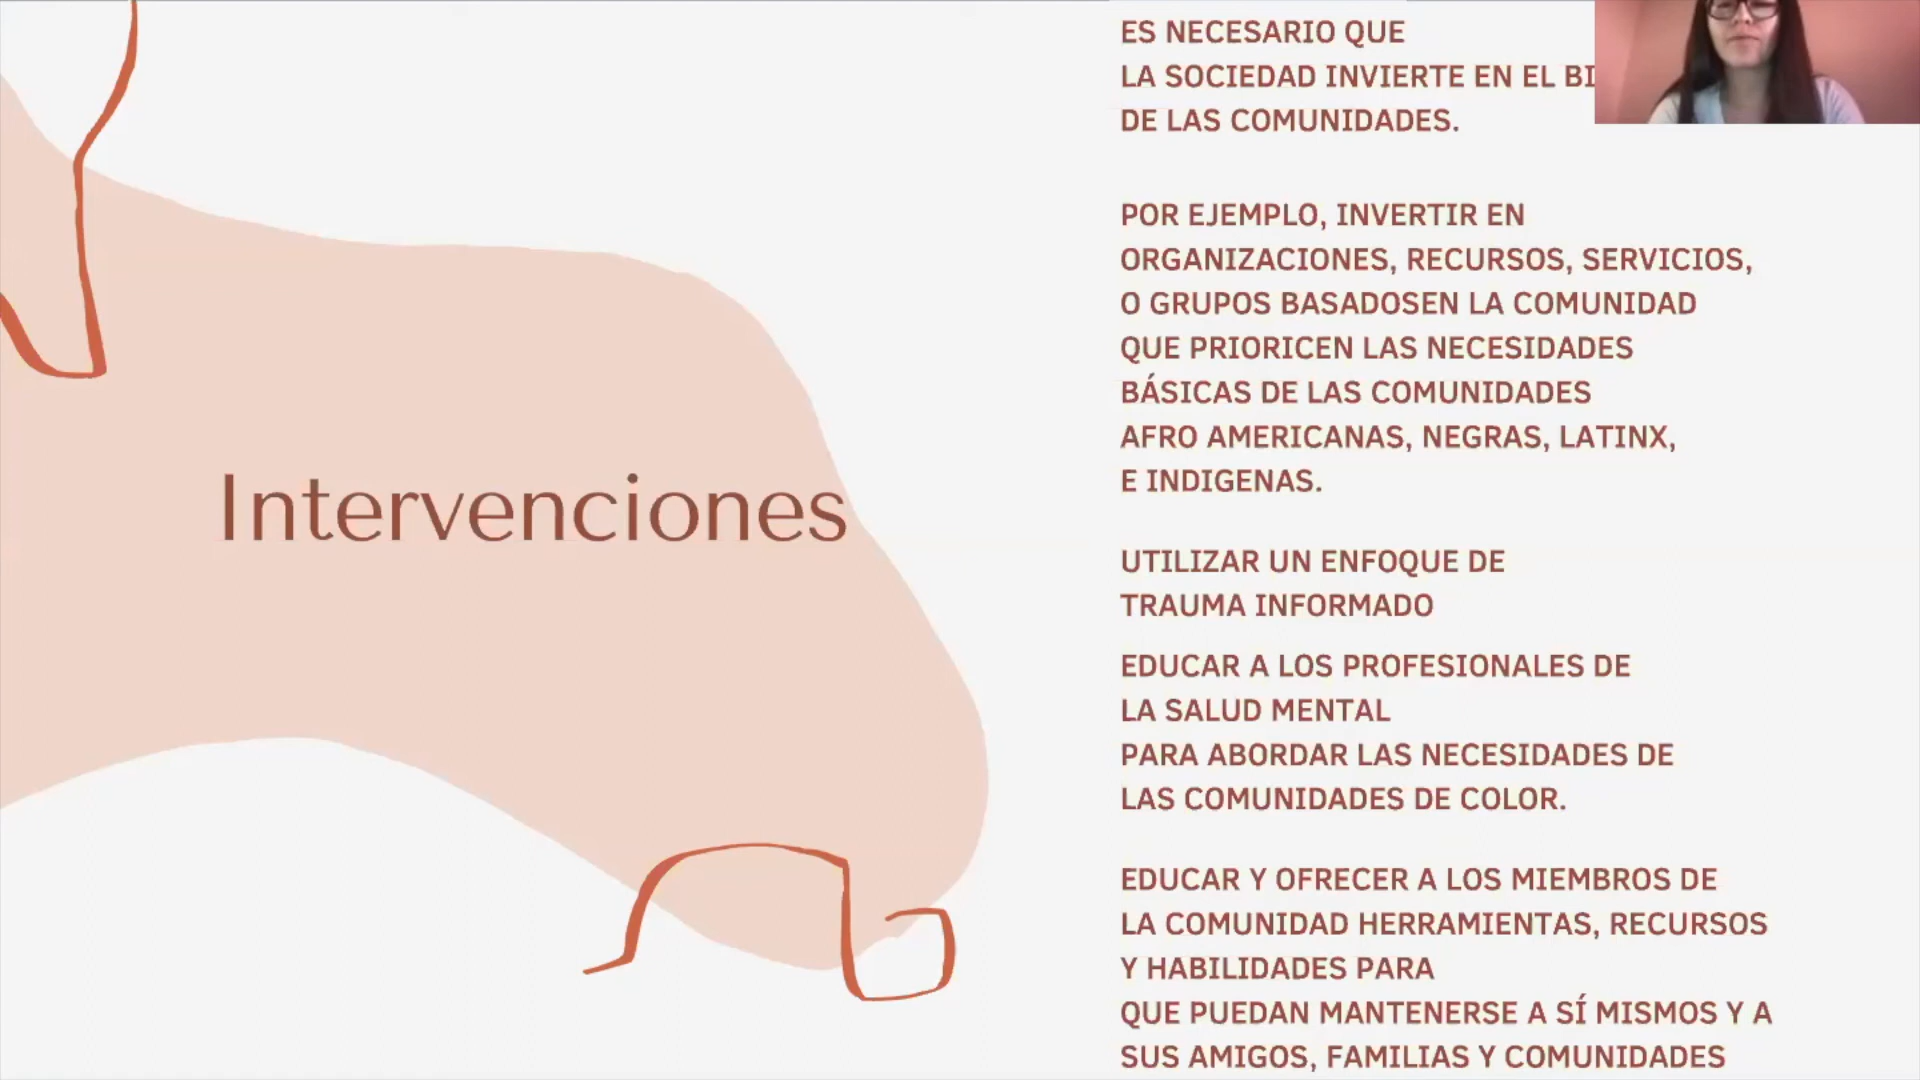 Intervenciones
ES NECESARIO QUE
LA SOCIEDAD INVIERTE EN EL
DE LAS COMUNIDADES.
POR EJEMPLO, INVERTIR EN
ORGANIZACIONES, RECURSOS, SERVICIOS,
O GRUPOS BASADOSEN LA COMUNIDAD
QUE PRIORICEN LAS NECESIDADES
BÁSICAS DE LAS COMUNIDADES
AFRO AMERICANAS, NEGRAS, LATINX,
E INDIGENAS.
UTILIZAR UN ENFOQUE DE
TRAUMA INFORMADO
EDUCAR A LOS PROFESIONALES DE
LA SALUD MENTAL
PARA ABORDAR LAS NECESIDADES DE
LAS COMUNIDADES DE COLOR.
EDUCAR Y OFRECER A LOS MIEMBROS DE
LA COMUNIDAD HERRAMIENTAS, RECURSOS
Y HABILIDADES PARA
QUE PUEDAN MANTENERSE A SÍ MISMOS Y A
SUS AMIGOS, FAMILIAS Y COMUNIDADES